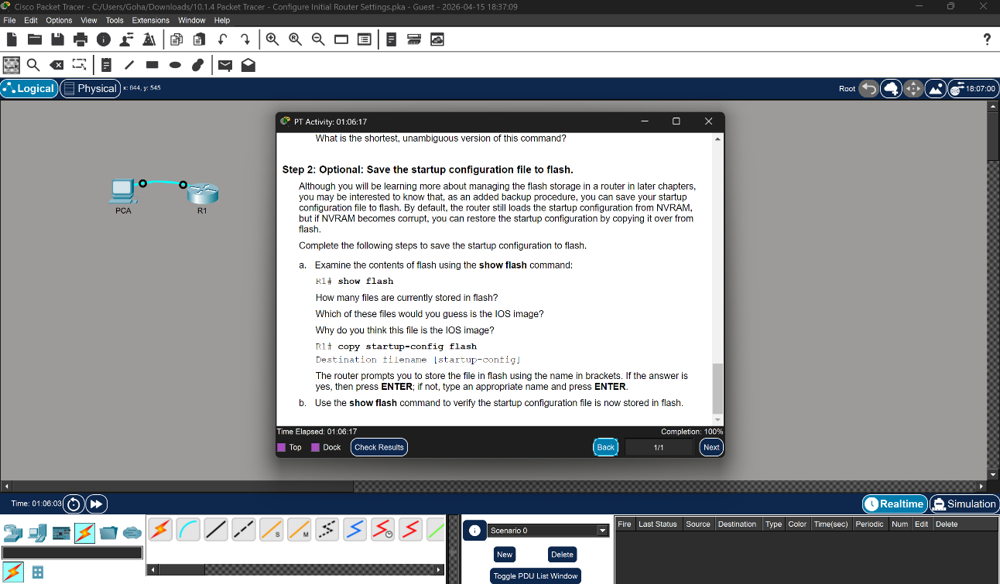 Cisco Packet Tracer - C:/Users/Goha/Downloads/10.1.4 Packet Tracer - Configure Initial Router Settings.pka - Guest - 2026-04-15 18:37:09
File Edit Options View Tools Extensions Window Help
?
Logical Physical x: 844, y: 545 Root 18:07:00
PT Activity: 01:06:17
What is the shortest, unambiguous version of this command?
Step 2: Optional: Save the startup configuration file to flash.
Although you will be learning more about managing the flash storage in a router in later chapters,
you may be interested to know that, as an added backup procedure, you can save your startup
configuration file to flash. By default, the router still loads the startup configuration from NVRAM,
but if NVRAM becomes corrupt, you can restore the startup configuration by copying it over from
flash.
Complete the following steps to save the startup configuration to flash.
a. Examine the contents of flash using the show flash command:
R1# show flash
How many files are currently stored in flash?
Which of these files would you guess is the IOS image?
Why do you think this file is the IOS image?
R1# copy startup-config flash
Destination filename [startup-config]
The router prompts you to store the file in flash using the name in brackets. If the answer is
yes, then press ENTER; if not, type an appropriate name and press ENTER.
b. Use the show flash command to verify the startup configuration file is now stored in flash.
PCA R1
Time Elapsed: 01:06:17 Completion: 100%
Top Dock Check Results Back 1/1 Next
Time: 01:06:03 Realtime Simulation
S M
Scenario 0
New Delete
Toggle PDU List Window
Fire Last Status Source Destination Type Color Time(sec) Periodic Num Edit Delete